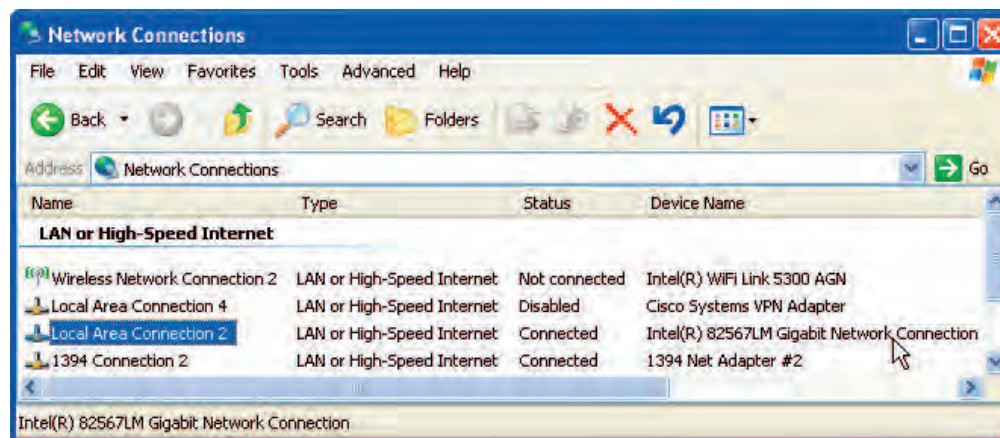 Network Connections
File Edit View Favorites Tools Advanced Help
Back Search Folders
Address Network Connections Go
Name Type Status Device Name
LAN or High-Speed Internet
Wireless Network Connection 2 LAN or High-Speed Internet Not connected Intel(R) WiFi Link 5300 AGN
Local Area Connection 4 LAN or High-Speed Internet Disabled Cisco Systems VPN Adapter
Local Area Connection 2 LAN or High-Speed Internet Connected Intel(R) 82567LM Gigabit Network Connection
1394 Connection 2 LAN or High-Speed Internet Connected 1394 Net Adapter #2
Intel(R) 82567LM Gigabit Network Connection